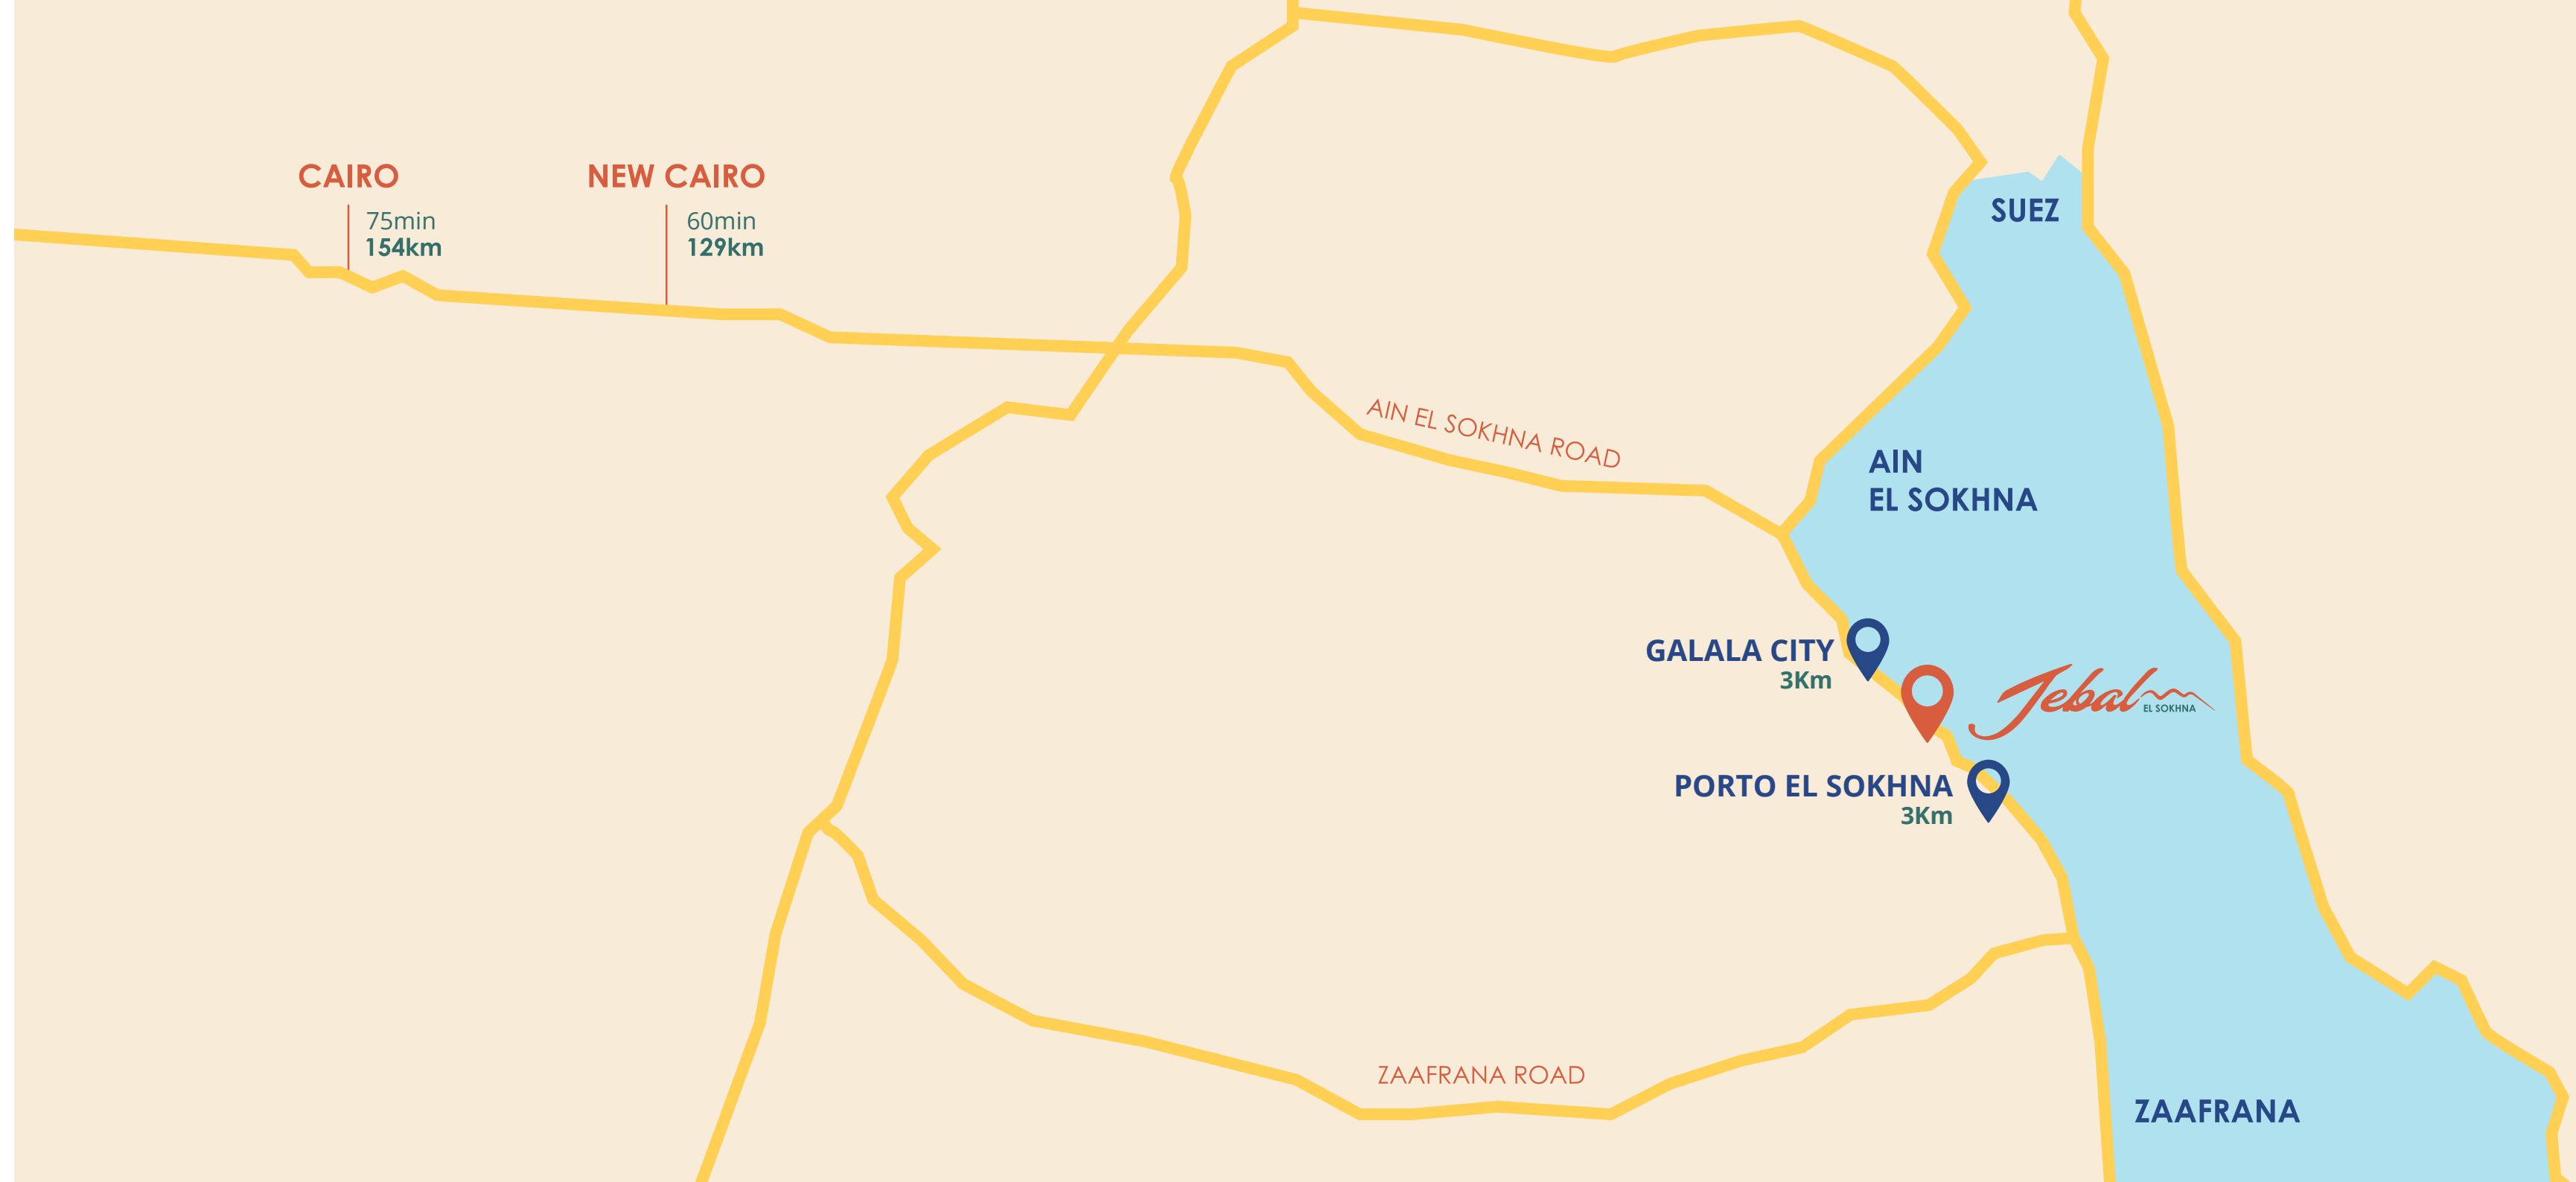 CAIRO
75min
154km
NEW CAIRO
60min
129km
SUEZ
AIN EL SOKHNA ROAD
AIN
EL SOKHNA
GALALA CITY
3Km
Jebal
EL SOKHNA
PORTO EL SOKHNA
3Km
ZAAFRANA ROAD
ZAAFRANA